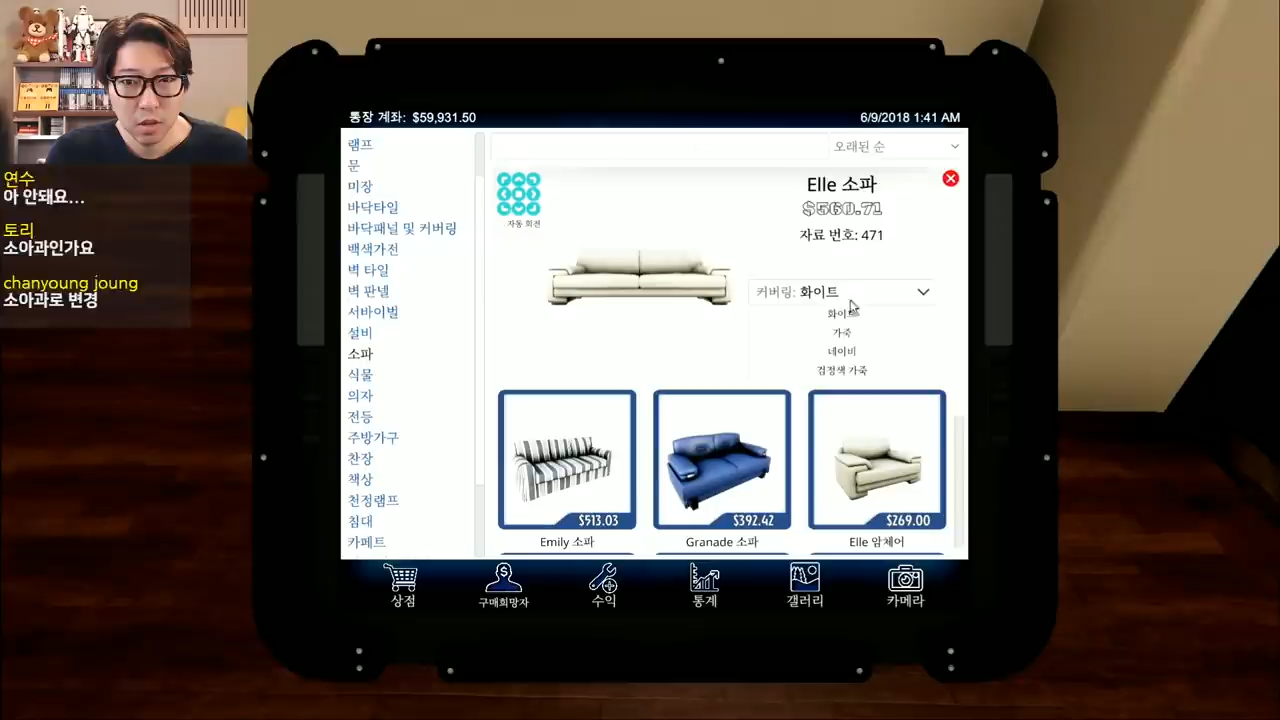 통장 계좌: $59,931.50
6/9/2018 1:41 AM
연수
아 안돼요...
토리
소아과인가요
chanyoung joung
소아과로 변경
램프
문
미장
바닥타일
바닥패널 및 커버링
백색가전
벽 타일
벽 판넬
서바이벌
설비
소파
식물
의자
전등
주방가구
찬장
책상
천정램프
침대
카페트
오래된 순
자동 회전
Elle 소파
$560.71
자료 번호: 471
커버링: 화이트
화이트
가죽
네이비
검정색 가죽
$513.03
$392.42
$269.00
Emily 소파
Granade 소파
Elle 암체어
상점
구매희망자
수익
통계
갤러리
카메라